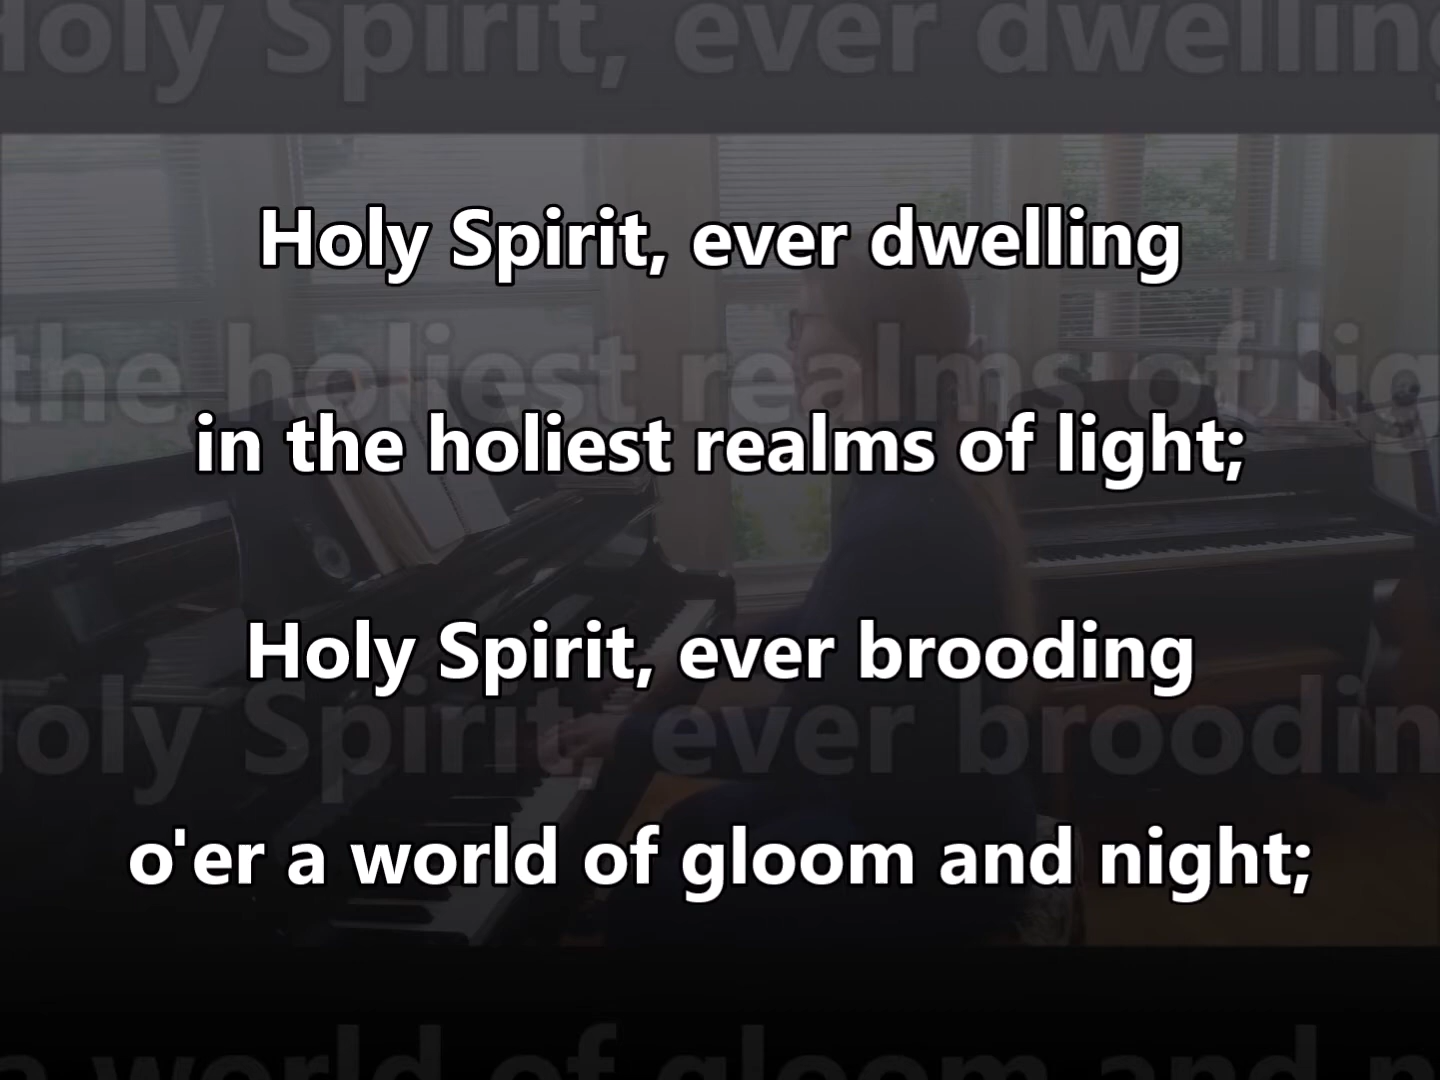 Holy Spirit, ever dwelling
in the holiest realms of light;
Holy Spirit, ever brooding
o'er a world of gloom and night;